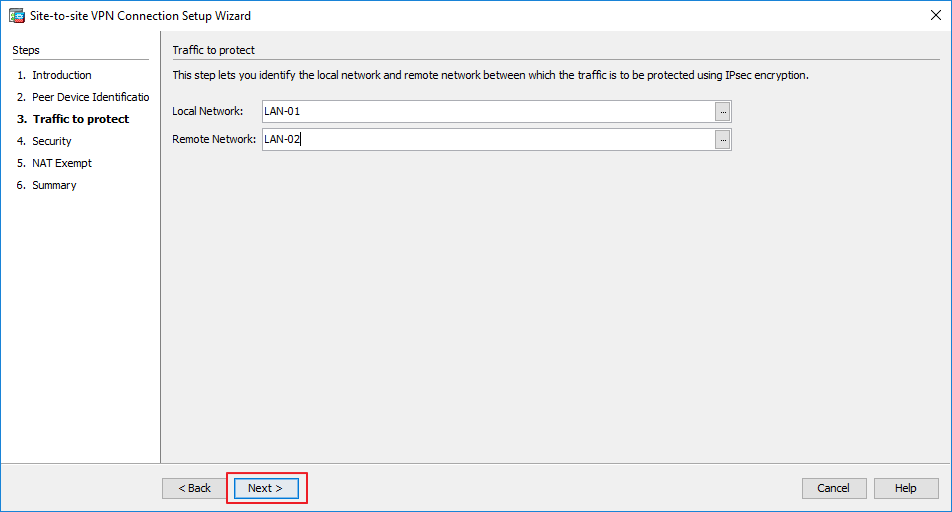 Site-to-site VPN Connection Setup Wizard
Steps
1. Introduction
2. Peer Device Identificatio
3. Traffic to protect
4. Security
5. NAT Exempt
6. Summary
Traffic to protect
This step lets you identify the local network and remote network between which the traffic is to be protected using IPsec encryption.
Local Network: LAN-01 ...
Remote Network: LAN-02 ...
< Back Next > Cancel Help